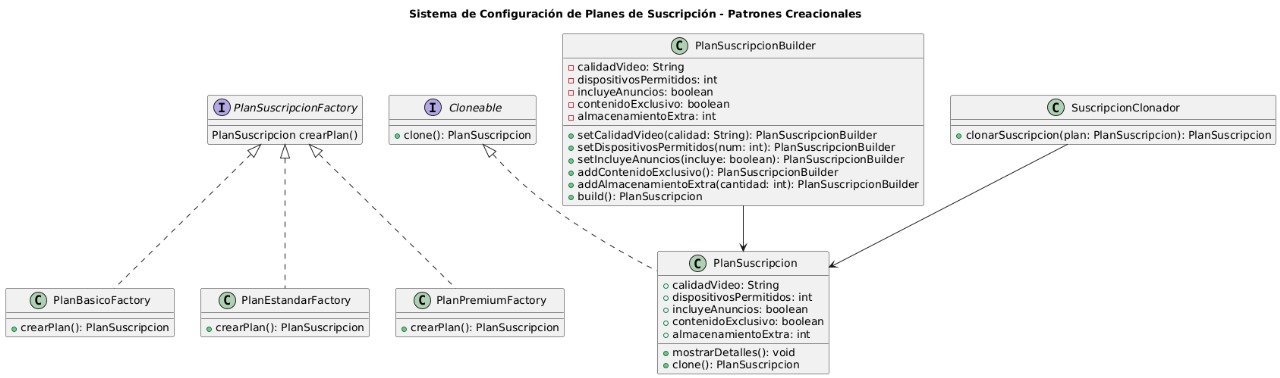 Sistema de Configuración de Planes de Suscripción - Patrones Creacionales
C PlanSuscripcionBuilder
calidadVideo: String
dispositivosPermitidos: int
incluyeAnuncios: boolean
contenidoExclusivo: boolean
almacenamientoExtra: int
setCalidadVideo(calidad: String): PlanSuscripcionBuilder
setDispositivosPermitidos(num: int): PlanSuscripcionBuilder
setIncluyeAnuncios(incluye: boolean): PlanSuscripcionBuilder
addContenidoExclusivo(): PlanSuscripcionBuilder
addAlmacenamientoExtra(cantidad: int): PlanSuscripcionBuilder
build(): PlanSuscripcion
I PlanSuscripcionFactory
PlanSuscripcion crearPlan()
I Cloneable
clone(): PlanSuscripcion
C SuscripcionClonador
clonarSuscripcion(plan: PlanSuscripcion): PlanSuscripcion
C PlanBasicoFactory
crearPlan(): PlanSuscripcion
C PlanEstandarFactory
crearPlan(): PlanSuscripcion
C PlanPremiumFactory
crearPlan(): PlanSuscripcion
C PlanSuscripcion
calidadVideo: String
dispositivosPermitidos: int
incluyeAnuncios: boolean
contenidoExclusivo: boolean
almacenamientoExtra: int
mostrarDetalles(): void
clone(): PlanSuscripcion